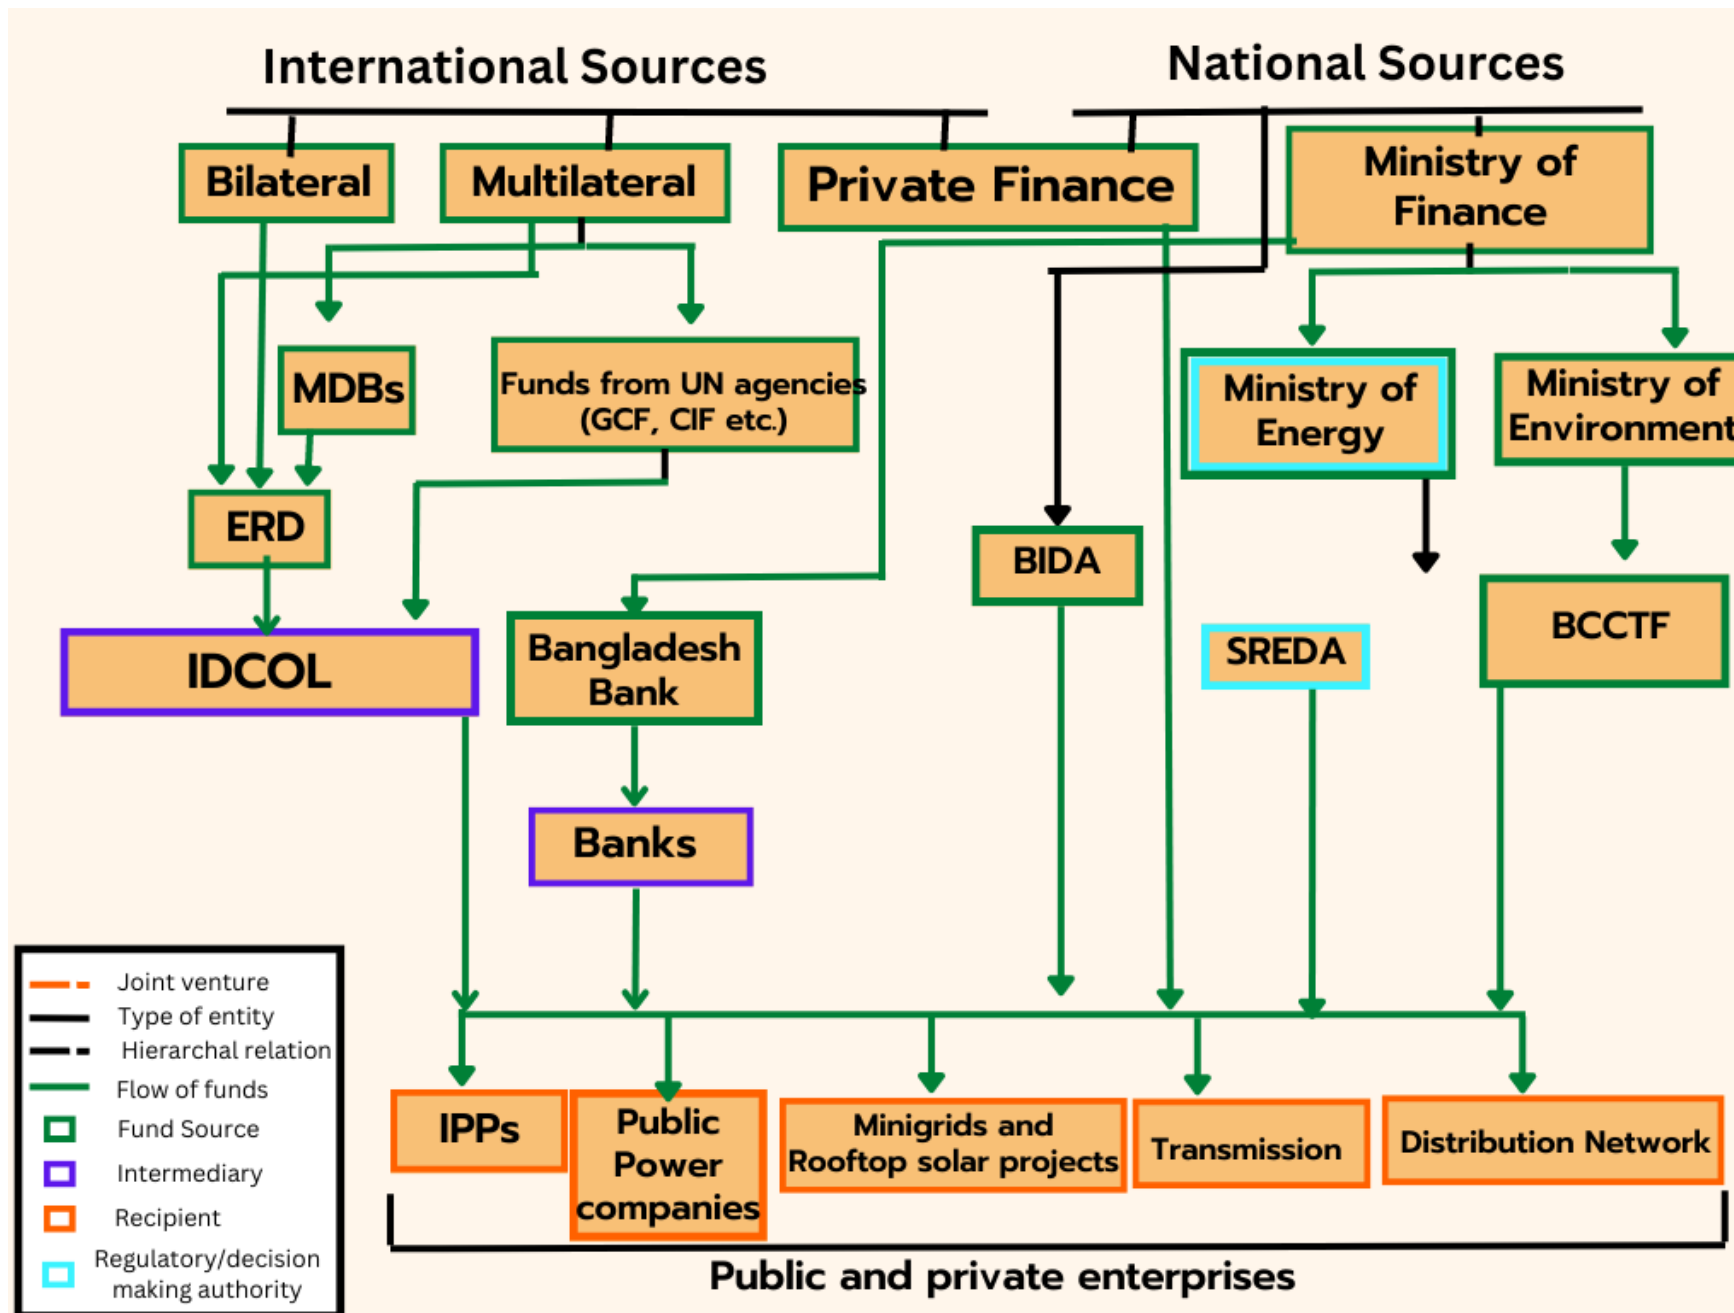 International Sources
National Sources
Bilateral
Multilateral
Private Finance
Ministry of
Finance
MDBs
Funds from UN agencies
(GCF, CIF etc.)
Ministry of
Energy
Ministry of
Environment
ERD
BIDA
IDCOL
Bangladesh
Bank
SREDA
BCCTF
Banks
Joint venture
Type of entity
Hierarchal relation
Flow of funds
Fund Source
Intermediary
Recipient
Regulatory/decision
making authority
IPPs
Public
Power
companies
Minigrids and
Rooftop solar projects
Transmission
Distribution Network
Public and private enterprises